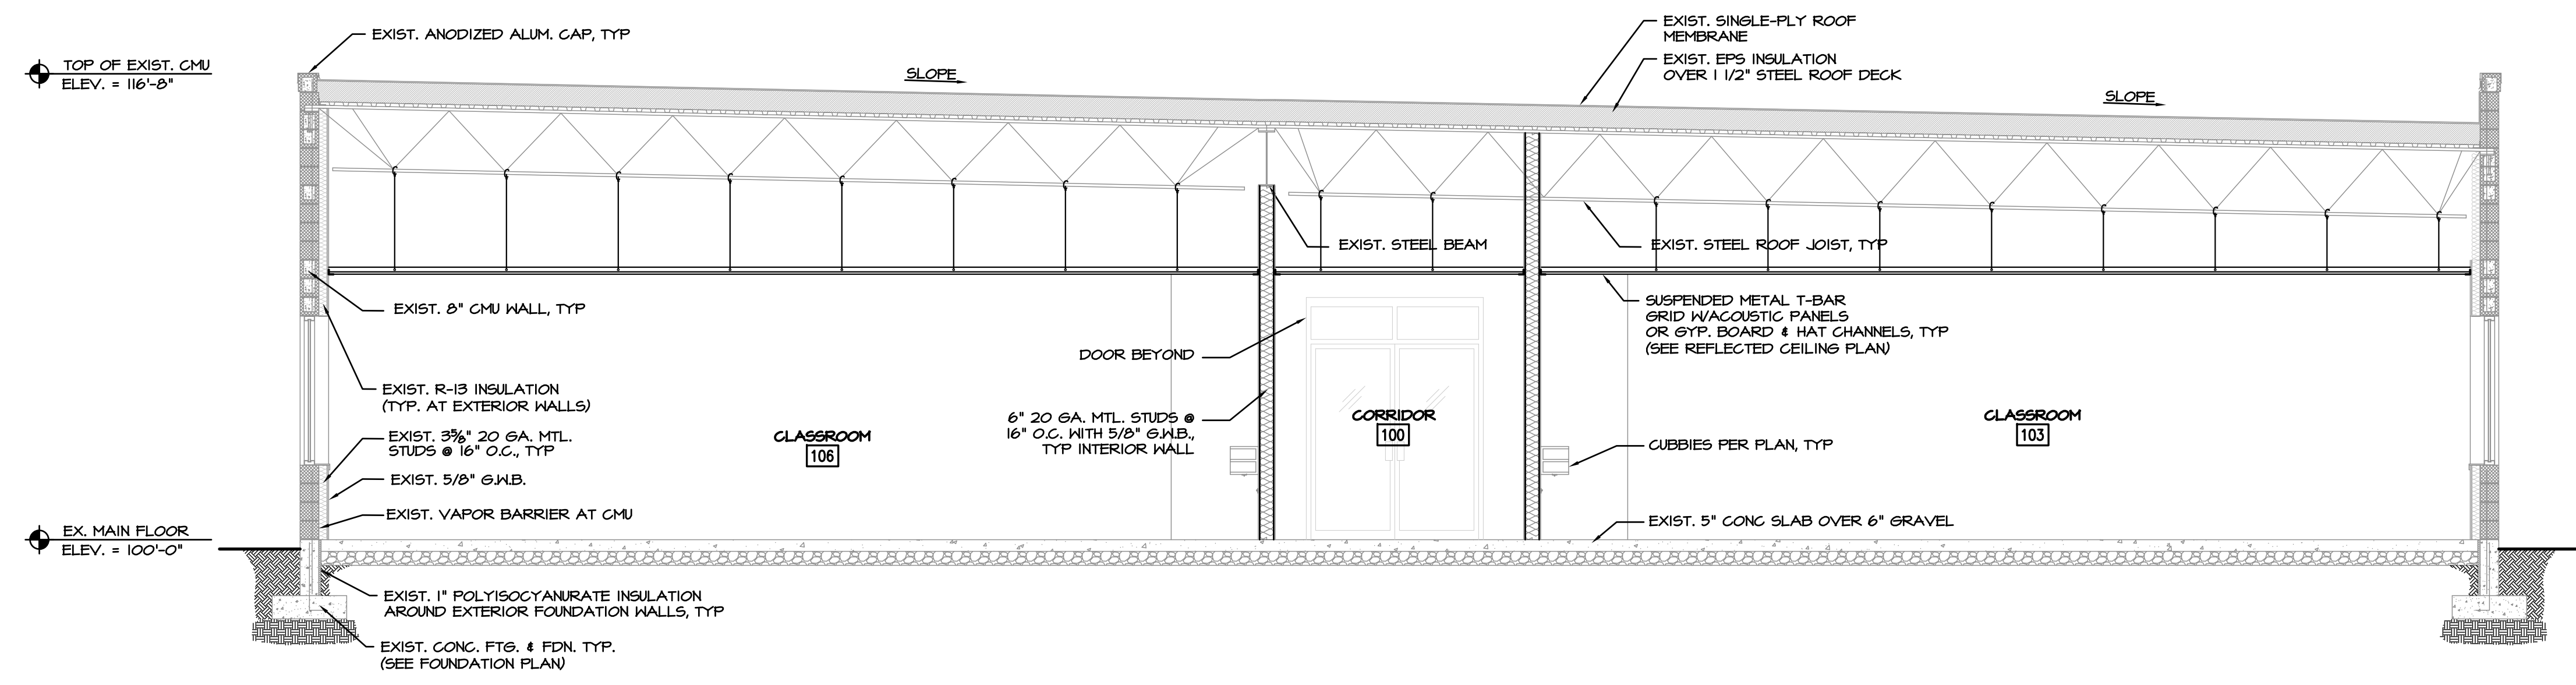 EXIST. ANODIZED ALUM. CAP, TYP
EXIST. SINGLE-PLY ROOF
MEMBRANE
EXIST. EPS INSULATION
OVER 1 1/2" STEEL ROOF DECK
TOP OF EXIST. CMU
ELEV. = 116'-8"
SLOPE
SLOPE
EXIST. STEEL BEAM
EXIST. STEEL ROOF JOIST, TYP
EXIST. 8" CMU WALL, TYP
SUSPENDED METAL T-BAR
GRID W/ACOUSTIC PANELS
OR GYP. BOARD & HAT CHANNELS, TYP
(SEE REFLECTED CEILING PLAN)
DOOR BEYOND
EXIST. R-13 INSULATION
(TYP. AT EXTERIOR WALLS)
6" 20 GA. MTL. STUDS @
16" O.C. WITH 5/8" G.W.B.,
TYP INTERIOR WALL
CORRIDOR
100
CLASSROOM
103
CLASSROOM
106
EXIST. 3⅝" 20 GA. MTL.
STUDS @ 16" O.C., TYP
CUBBIES PER PLAN, TYP
EXIST. 5/8" G.W.B.
EXIST. VAPOR BARRIER AT CMU
EXIST. 5" CONC SLAB OVER 6" GRAVEL
EX. MAIN FLOOR
ELEV. = 100'-0"
EXIST. 1" POLYISOCYANURATE INSULATION
AROUND EXTERIOR FOUNDATION WALLS, TYP
EXIST. CONC. FTG. & FDN. TYP.
(SEE FOUNDATION PLAN)